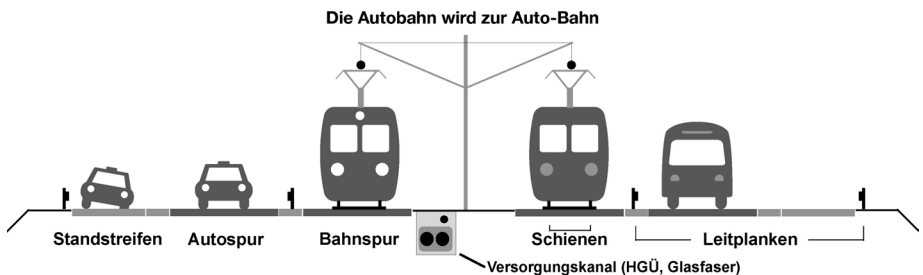 Die Autobahn wird zur Auto-Bahn
Standstreifen
Autospur
Bahnspur
Schienen
Leitplanken
Versorgungskanal (HGÜ, Glasfaser)